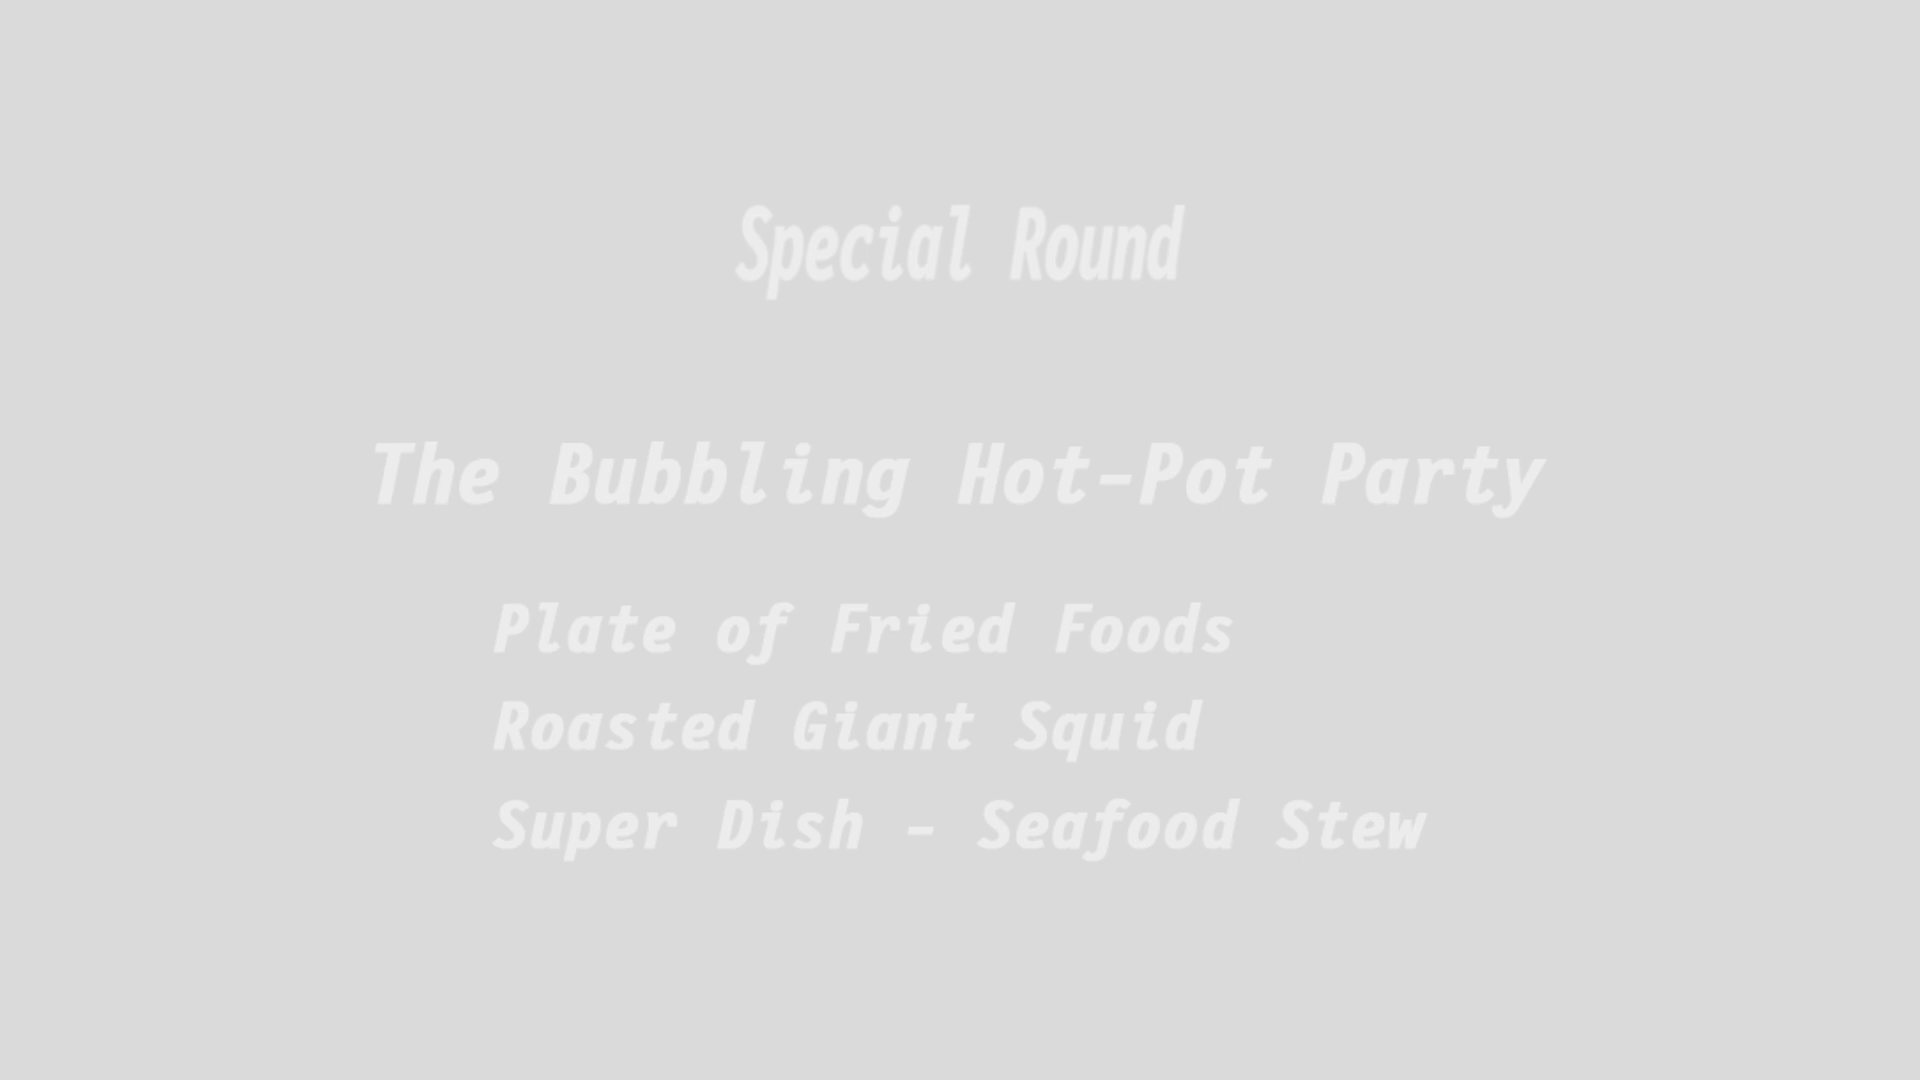 Special Round
The Bubbling Hot-Pot Party
Plate of Fried Foods
Roasted Giant Squid
Super Dish - Seafood Stew